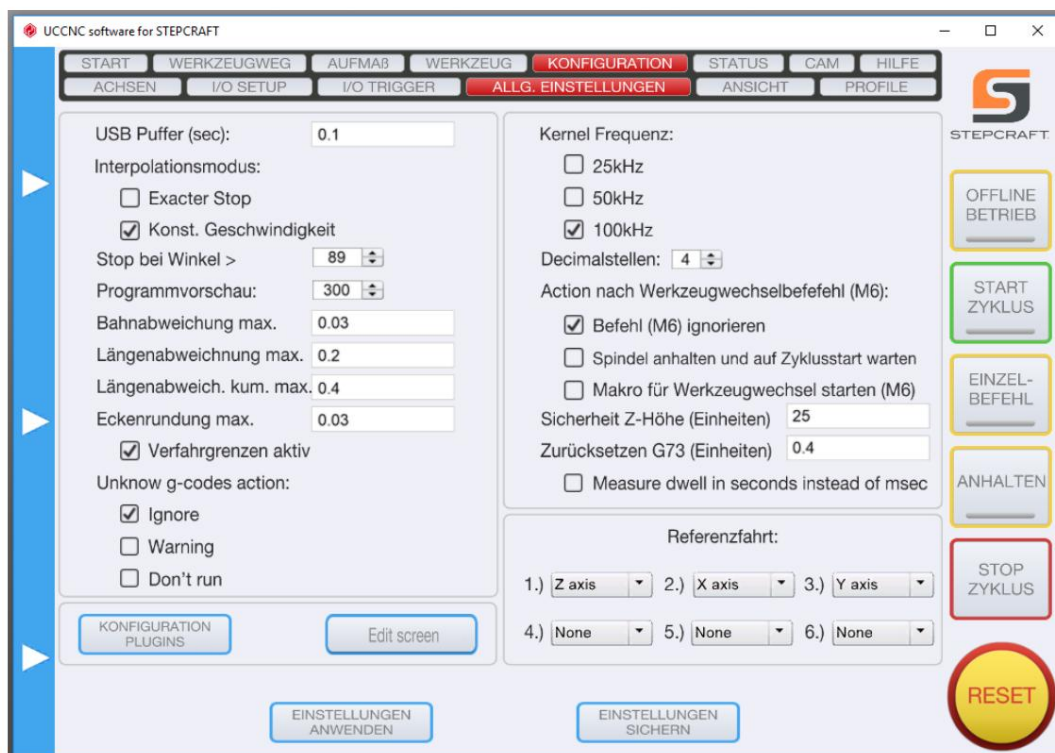 UCCNC software for STEPCRAFT
START WERKZEUGWEG AUFMAß WERKZEUG KONFIGURATION STATUS CAM HILFE
ACHSEN I/O SETUP I/O TRIGGER ALLG. EINSTELLUNGEN ANSICHT PROFILE
USB Puffer (sec): 0.1
Interpolationsmodus:
Exacter Stop
Konst. Geschwindigkeit
Stop bei Winkel > 89
Programmvorschau: 300
Bahnabweichung max. 0.03
Längenabweichnung max. 0.2
Längenabweich. kum. max. 0.4
Eckenrundung max. 0.03
Verfahrgrenzen aktiv
Unknow g-codes action:
Ignore
Warning
Don't run
KONFIGURATION
PLUGINS
Edit screen
Kernel Frequenz:
25kHz
50kHz
100kHz
Decimalstellen: 4
Action nach Werkzeugwechselbefefehl (M6):
Befehl (M6) ignorieren
Spindel anhalten und auf Zyklusstart warten
Makro für Werkzeugwechsel starten (M6)
Sicherheit Z-Höhe (Einheiten) 25
Zurücksetzen G73 (Einheiten) 0.4
Measure dwell in seconds instead of msec
Referenzfahrt:
1.) Z axis 2.) X axis 3.) Y axis
4.) None 5.) None 6.) None
EINSTELLUNGEN
ANWENDEN
EINSTELLUNGEN
SICHERN
STEPCRAFT
OFFLINE
BETRIEB
START
ZYKLUS
EINZEL-
BEFEHL
ANHALTEN
STOP
ZYKLUS
RESET